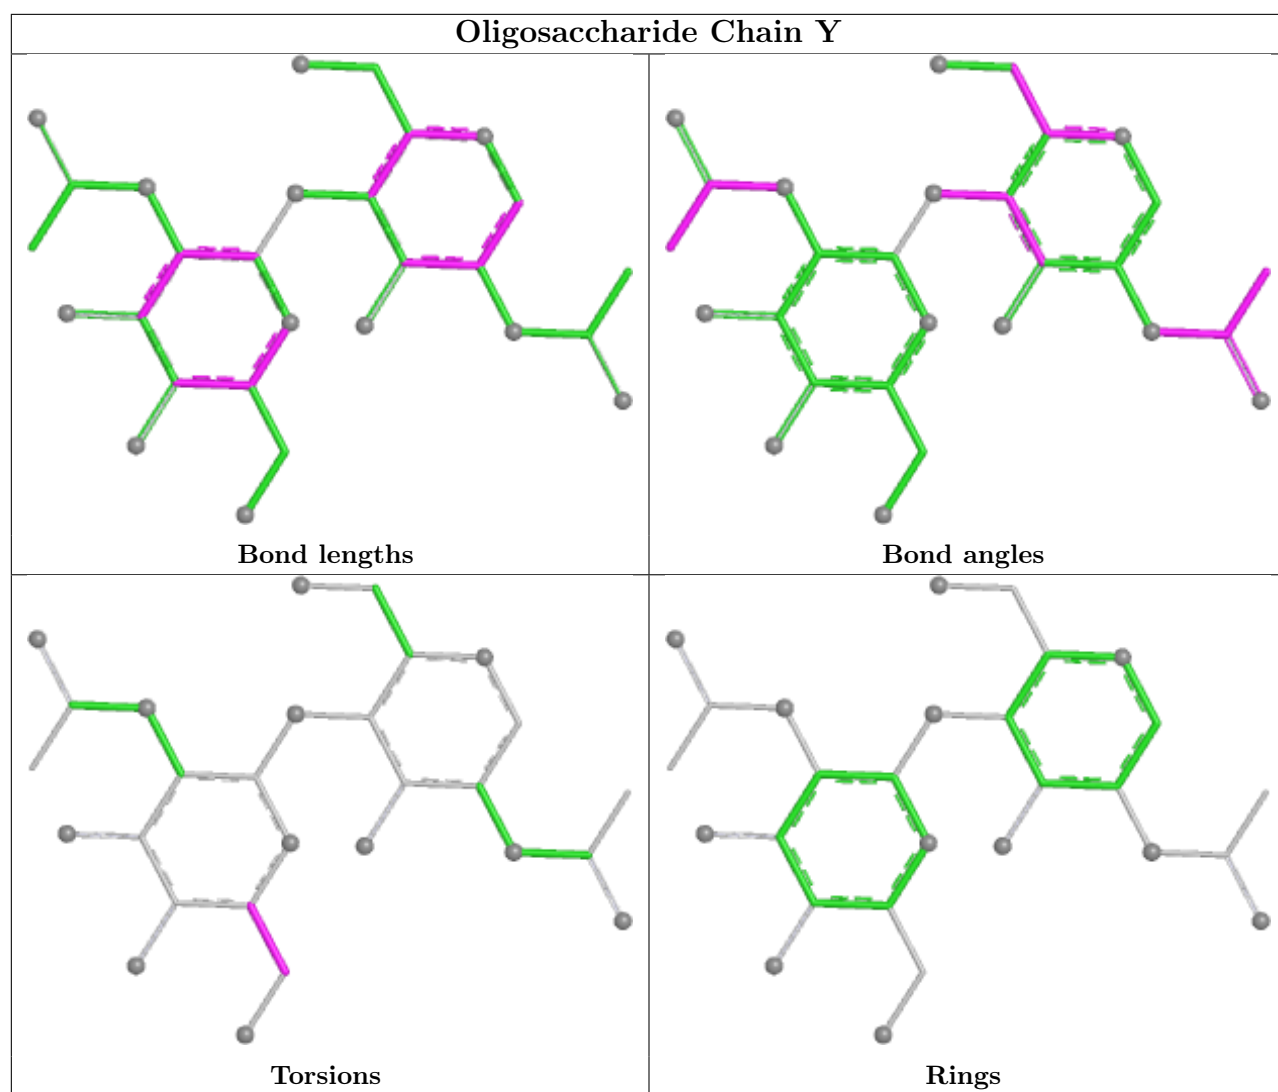 Oligosaccharide Chain Y
Bond lengths
Bond angles
Torsions
Rings